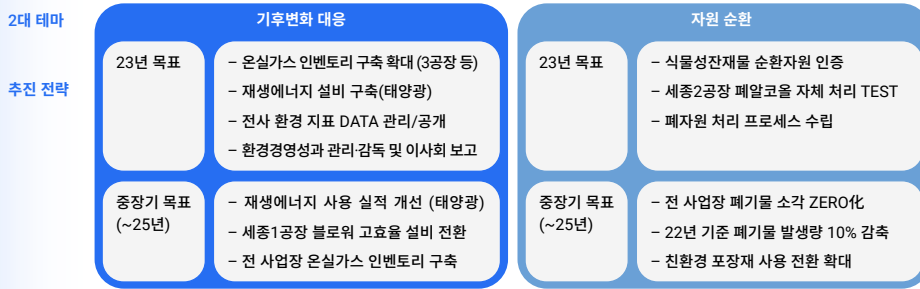 2대 테마
기후변화 대응
자원 순환
추진 전략
23년 목표
– 온실가스 인벤토리 구축 확대 (3공장 등)
– 재생에너지 설비 구축(태양광)
– 전사 환경 지표 DATA 관리/공개
– 환경경영성과 관리·감독 및 이사회 보고
23년 목표
– 식물성잔재물 순환자원 인증
– 세종2공장 폐알코올 자체 처리 TEST
– 폐자원 처리 프로세스 수립
중장기 목표
(~25년)
– 재생에너지 사용 실적 개선 (태양광)
– 세종1공장 블로워 고효율 설비 전환
– 전 사업장 온실가스 인벤토리 구축
중장기 목표
(~25년)
– 전 사업장 폐기물 소각 ZERO化
– 22년 기준 폐기물 발생량 10% 감축
– 친환경 포장재 사용 전환 확대